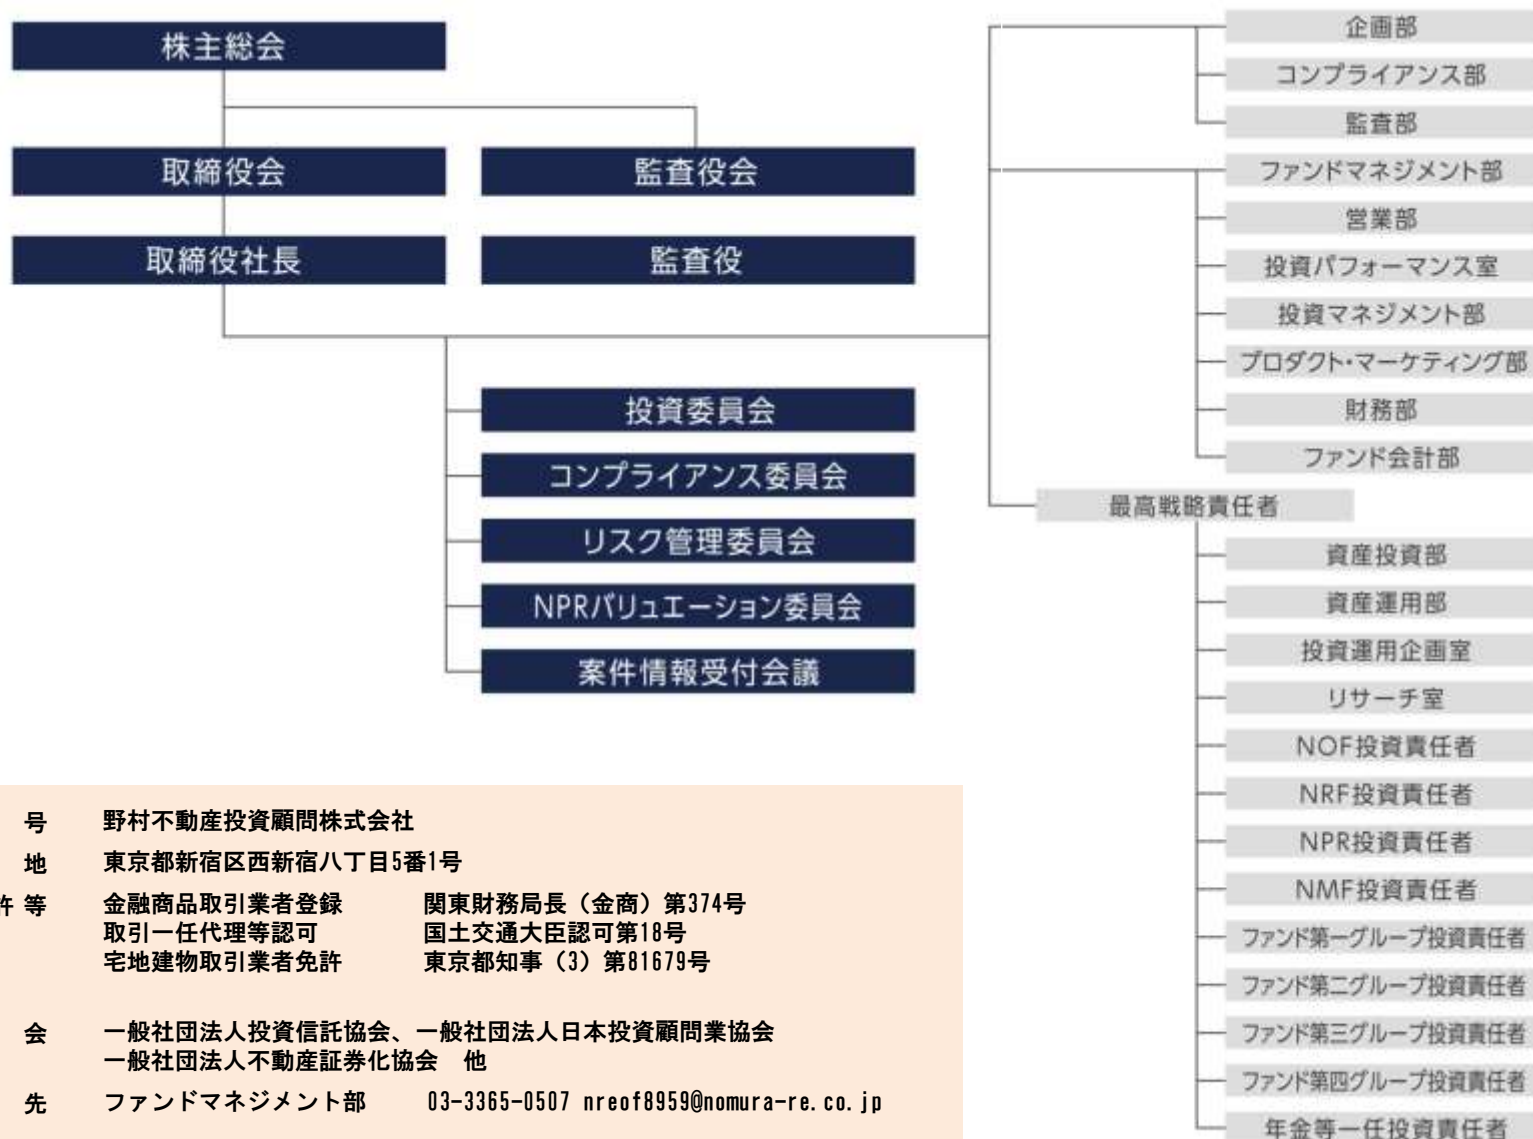 株主総会
取締役会
監査役会
取締役社長
監査役
投資委員会
コンプライアンス委員会
リスク管理委員会
NPRバリュエーション委員会
案件情報受付会議
企画部
コンプライアンス部
監査部
ファンドマネジメント部
営業部
投資パフォーマンス室
投資マネジメント部
プロダクト・マーケティング部
財務部
ファンド会計部
最高戦略責任者
資産投資部
資産運用部
投資運用企画室
リサーチ室
NOF投資責任者
NRF投資責任者
NPR投資責任者
NMF投資責任者
ファンド第一グループ投資責任者
ファンド第二グループ投資責任者
ファンド第三グループ投資責任者
ファンド第四グループ投資責任者
年金等一任投資責任者
号 野村不動産投資顧問株式会社
地 東京都新宿区西新宿八丁目5番1号
等 金融商品取引業者登録 関東財務局長（金商）第374号
取引一任代理等認可 国土交通大臣認可第18号
宅地建物取引業者免許 東京都知事（3）第81679号
会 一般社団法人投資信託協会、一般社団法人日本投資顧問業協会
一般社団法人不動産証券化協会 他
先 ファンドマネジメント部 03-3365-0507 nreof8959@nomura-re.co.jp